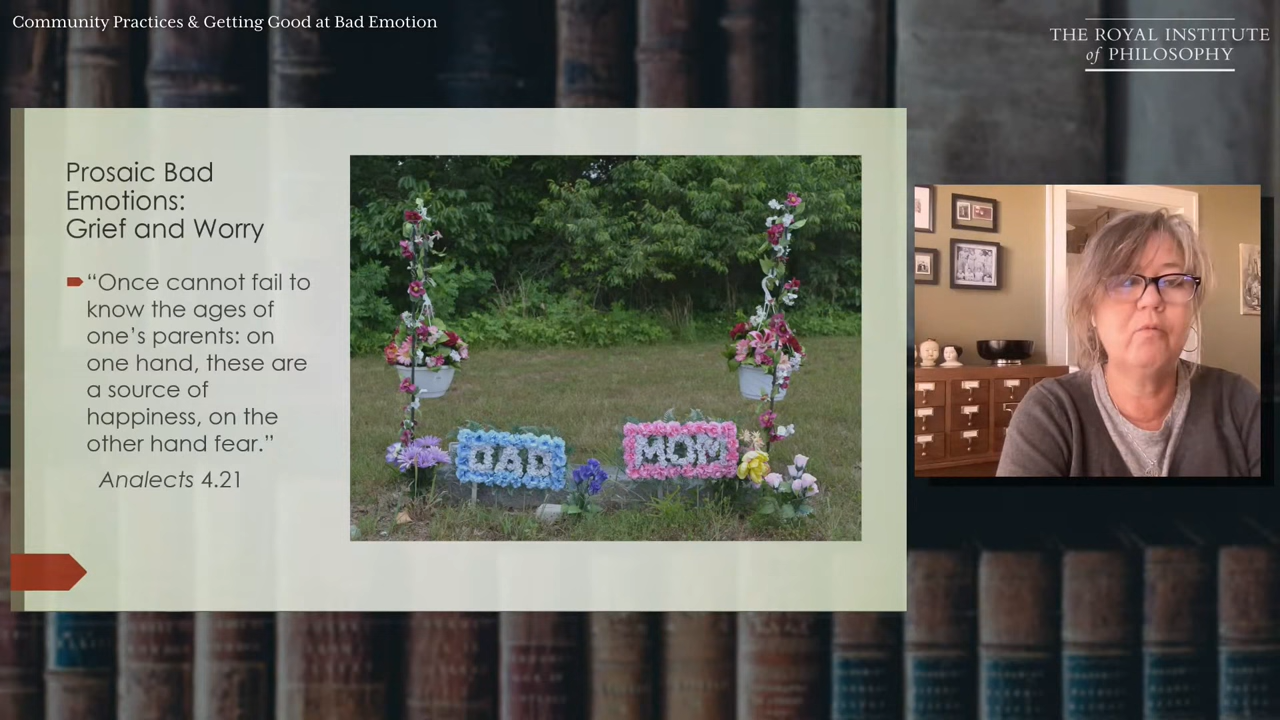 Community Practices & Getting Good at Bad Emotion
THE ROYAL INSTITUTE
of PHILOSOPHY
Prosaic Bad
Emotions:
Grief and Worry
“Once cannot fail to
know the ages of
one’s parents: on
one hand, these are
a source of
happiness, on the
other hand fear.”
Analects 4.21
DAD
MOM